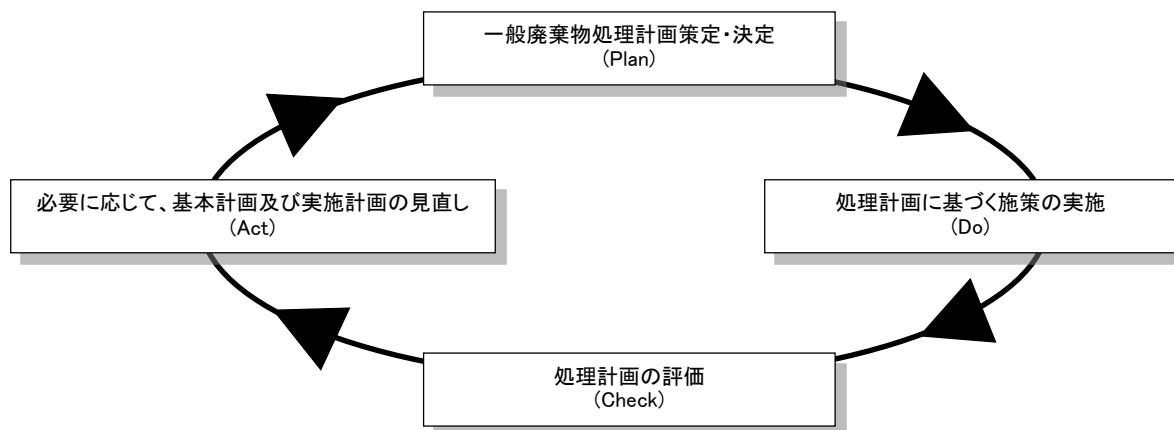 一般廃棄物処理計画策定・決定
(Plan)
必要に応じて、基本計画及び実施計画の見直し
(Act)
処理計画に基づく施策の実施
(Do)
処理計画の評価
(Check)